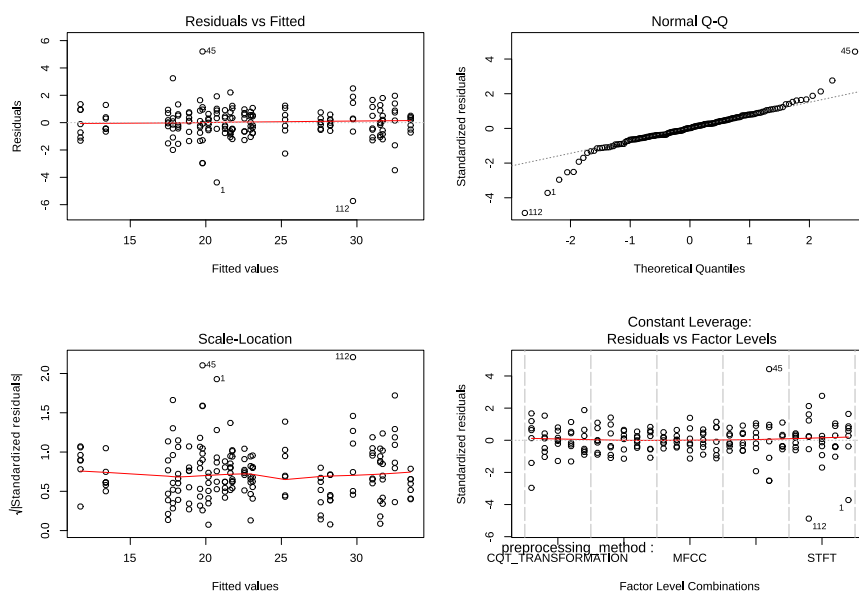 Residuals vs Fitted
Residuals
6
4
2
0
-2
-4
-6
45
1
112
15 20 25 30
Fitted values
Normal Q-Q
Standardized residuals
4
2
0
-2
-4
45
1
112
-2 -1 0 1 2
Theoretical Quantiles
Scale-Location
√|Standardized residuals|
2.0
1.5
1.0
0.5
0.0
45
1
112
15 20 25 30
Fitted values
Constant Leverage:
Residuals vs Factor Levels
Standardized residuals
4
2
0
-2
-4
-6
45
1
112
preprocessing_method :
CQT_TRANSFORMATION MFCC STFT
Factor Level Combinations